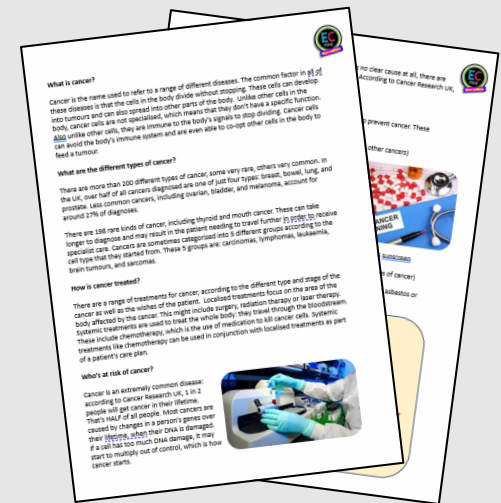 EC
What is cancer?
Cancer is the name used to refer to a range of different diseases. The common factor in all of
these diseases is that the cells in the body divide without stopping. These cells can develop
into tumours and can also spread into other parts of the body.  Unlike other cells in the
body, cancer cells are not specialised, which means that they don't have a specific function.
Also unlike other cells, they are immune to the body's signals to stop dividing. Cancer cells
can avoid the body's immune system and are even able to co-opt other cells in the body to
feed a tumour.
What are the different types of cancer?
There are more than 200 different types of cancer, some very rare, others very common. In
the UK, over half of all cancers diagnosed are one of just four types: breast, bowel, lung, and
prostate. Less common cancers, including ovarian, bladder, and melanoma, account for
around 27% of diagnoses.
There are 198 rare kinds of cancer, including thyroid and mouth cancer. These can take
longer to diagnose and may result in the patient needing to travel further in order to receive
specialist care. Cancers are sometimes categorised into 5 different groups according to the
cell type that they started from. These 5 groups are: carcinomas, lymphomas, leukaemia,
brain tumours, and sarcomas.
How is cancer treated?
There are a range of treatments for cancer, according to the different type and stage of the
cancer as well as the wishes of the patient.  Localised treatments focus on the area of the
body affected by the cancer. This might include surgery, radiation therapy or laser therapy.
Systemic treatments are used to treat the whole body: they travel through the bloodstream.
These include chemotherapy, which is the use of medication to kill cancer cells. Systemic
treatments like chemotherapy can be used in conjunction with localised treatments as part
of a patient's care plan.
Who's at risk of cancer?
Cancer is an extremely common disease:
according to Cancer Research UK, 1 in 2
people will get cancer in their lifetime.
That's HALF of all people. Most cancers are
caused by changes in a person's genes over
their lifetime, when their DNA is damaged.
If a cell has too much DNA damage, it may
start to multiply out of control, which is how
cancer starts.
EC
no clear cause at all, there are
According to Cancer Research UK,
prevent cancer. These
other cancers)
ANCER
NING
sunscreen
s of cancer)
asbestos or